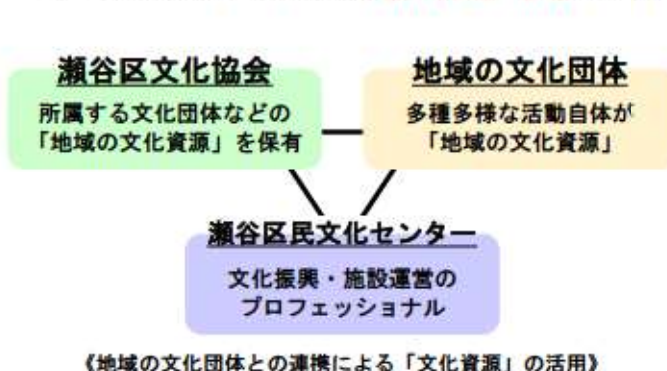 瀬谷区文化協会
所属する文化団体などの
「地域の文化資源」を保有
地域の文化団体
多種多様な活動自体が
「地域の文化資源」
瀬谷区民文化センター
文化振興・施設運営の
プロフェッショナル
《地域の文化団体との連携による「文化資源」の活用》